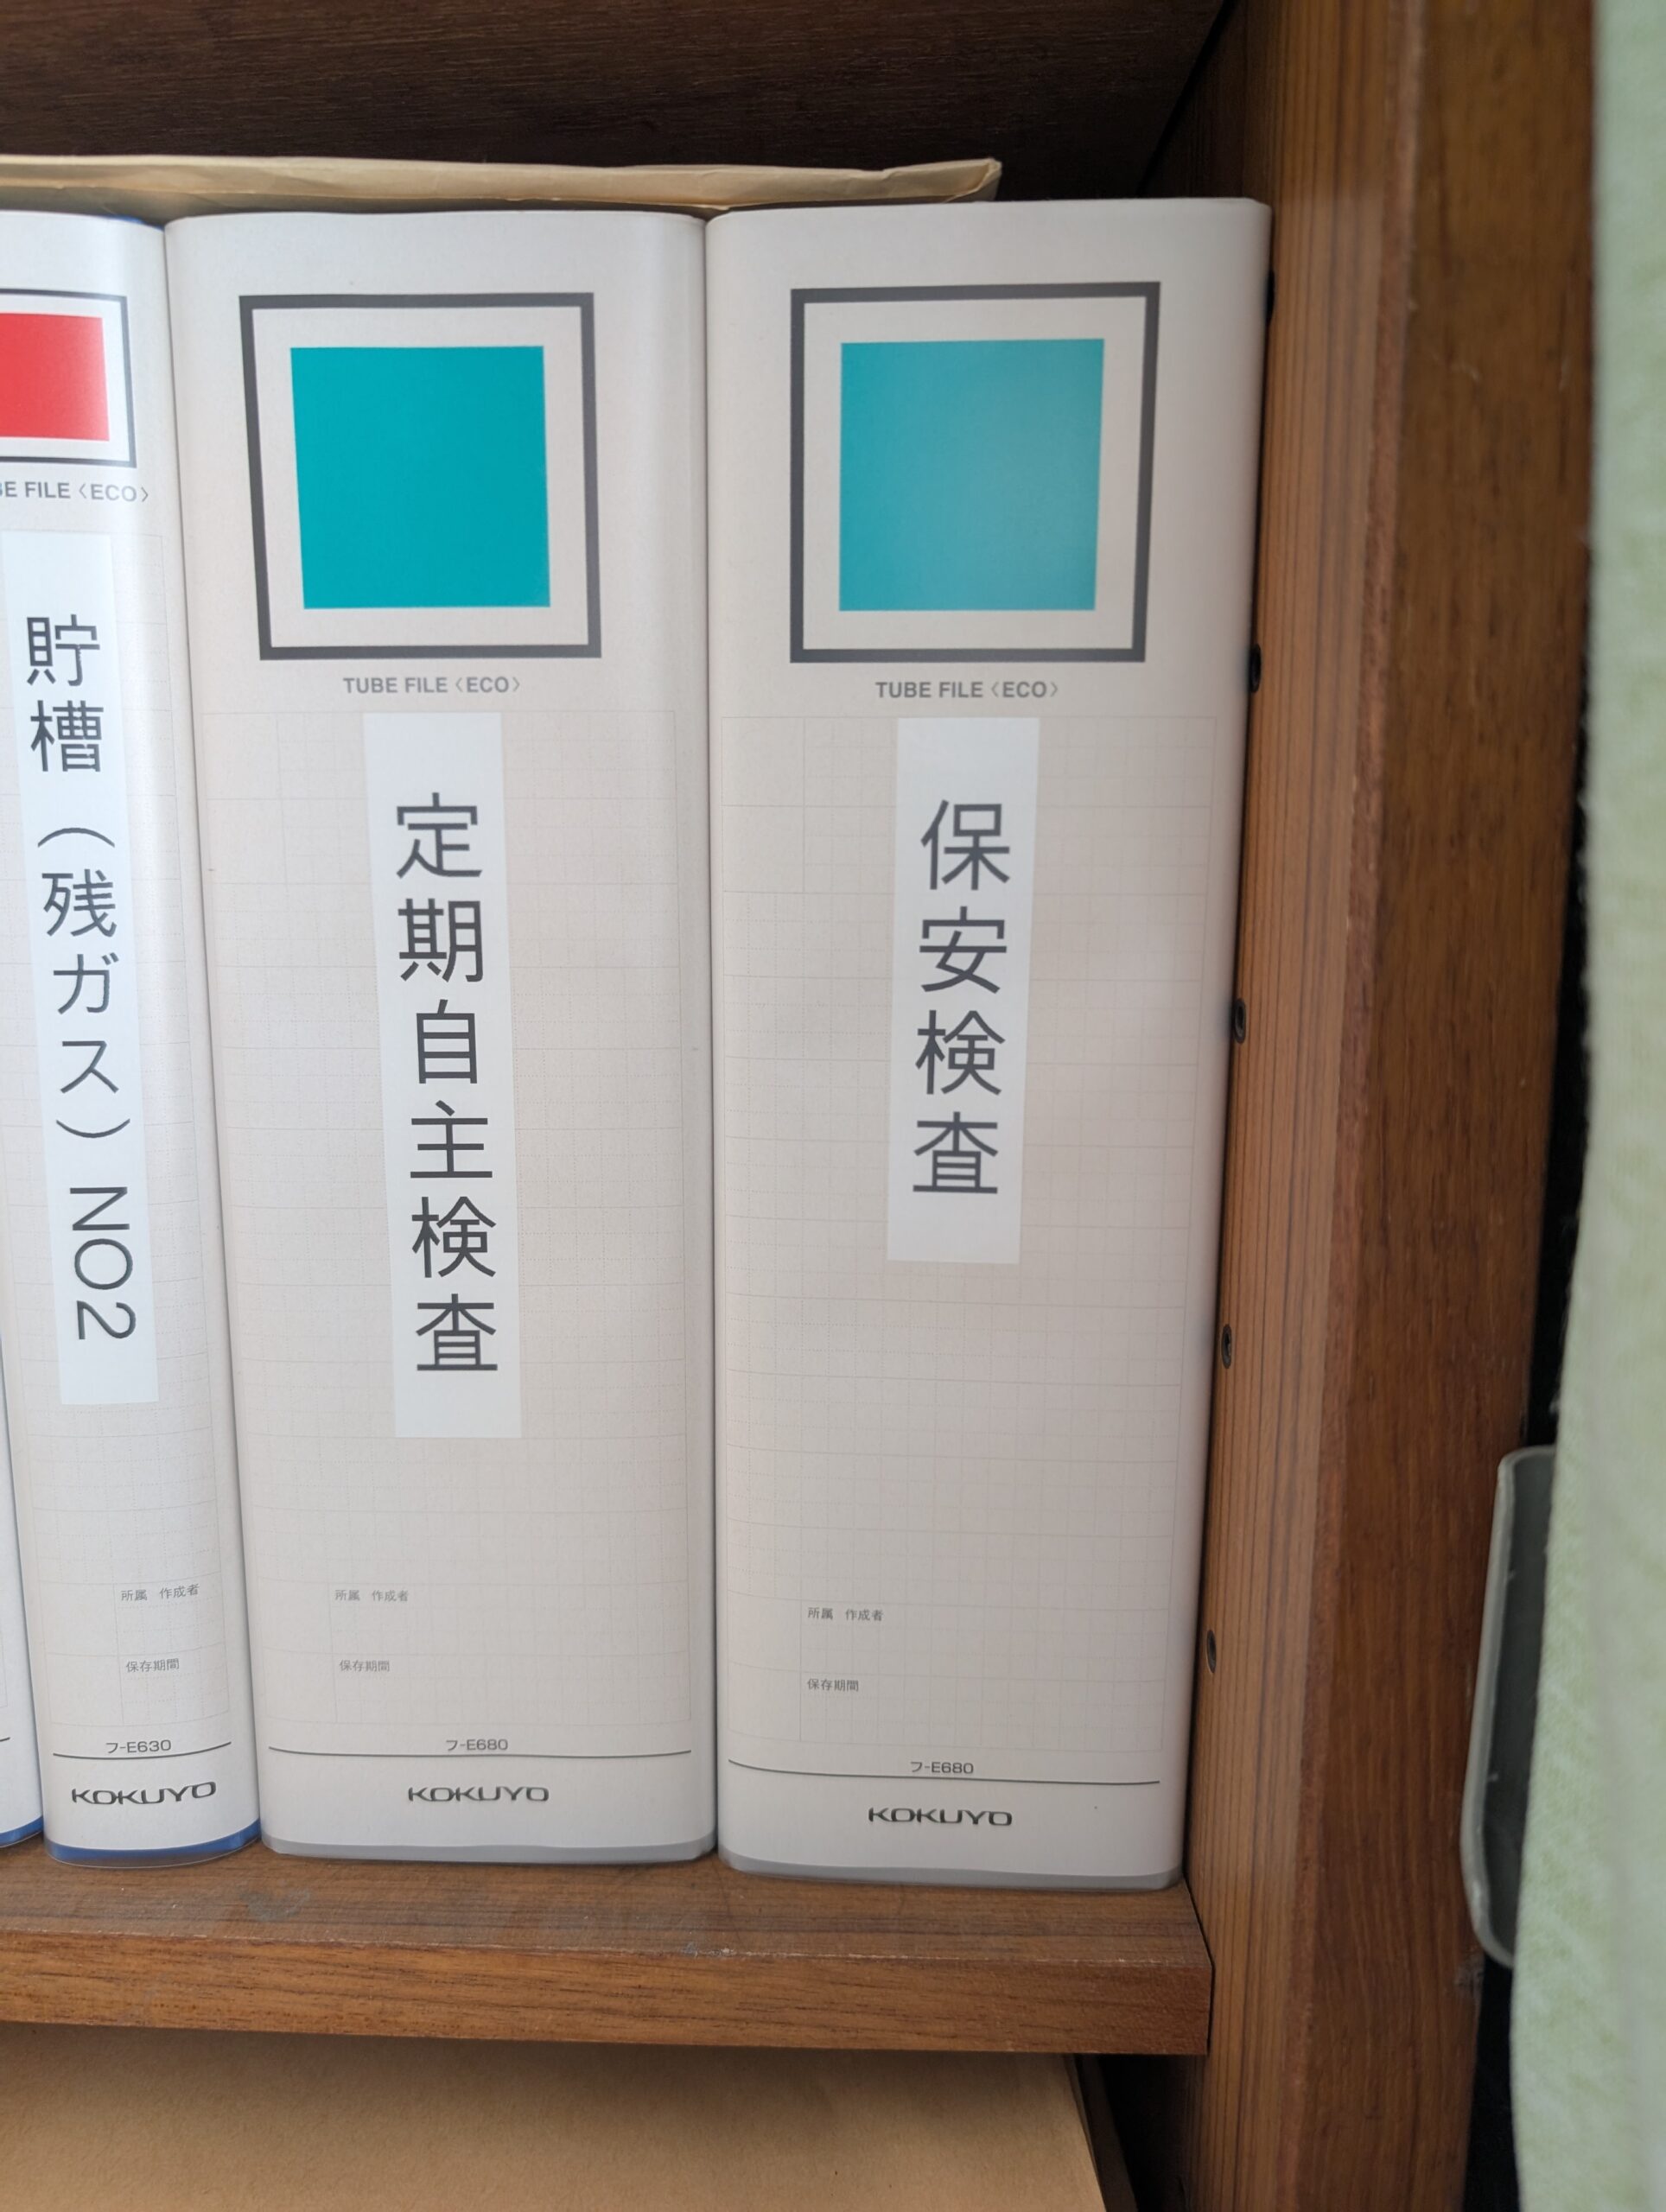 BE FILE〈ECO〉
貯槽（残ガス）NO2
所属　作成者
保存期間
フ-E630
KOKUYO
TUBE FILE〈ECO〉
定期自主検査
所属　作成者
保存期間
フ-E680
KOKUYO
TUBE FILE〈ECO〉
保安検査
所属　作成者
保存期間
フ-E680
KOKUYO